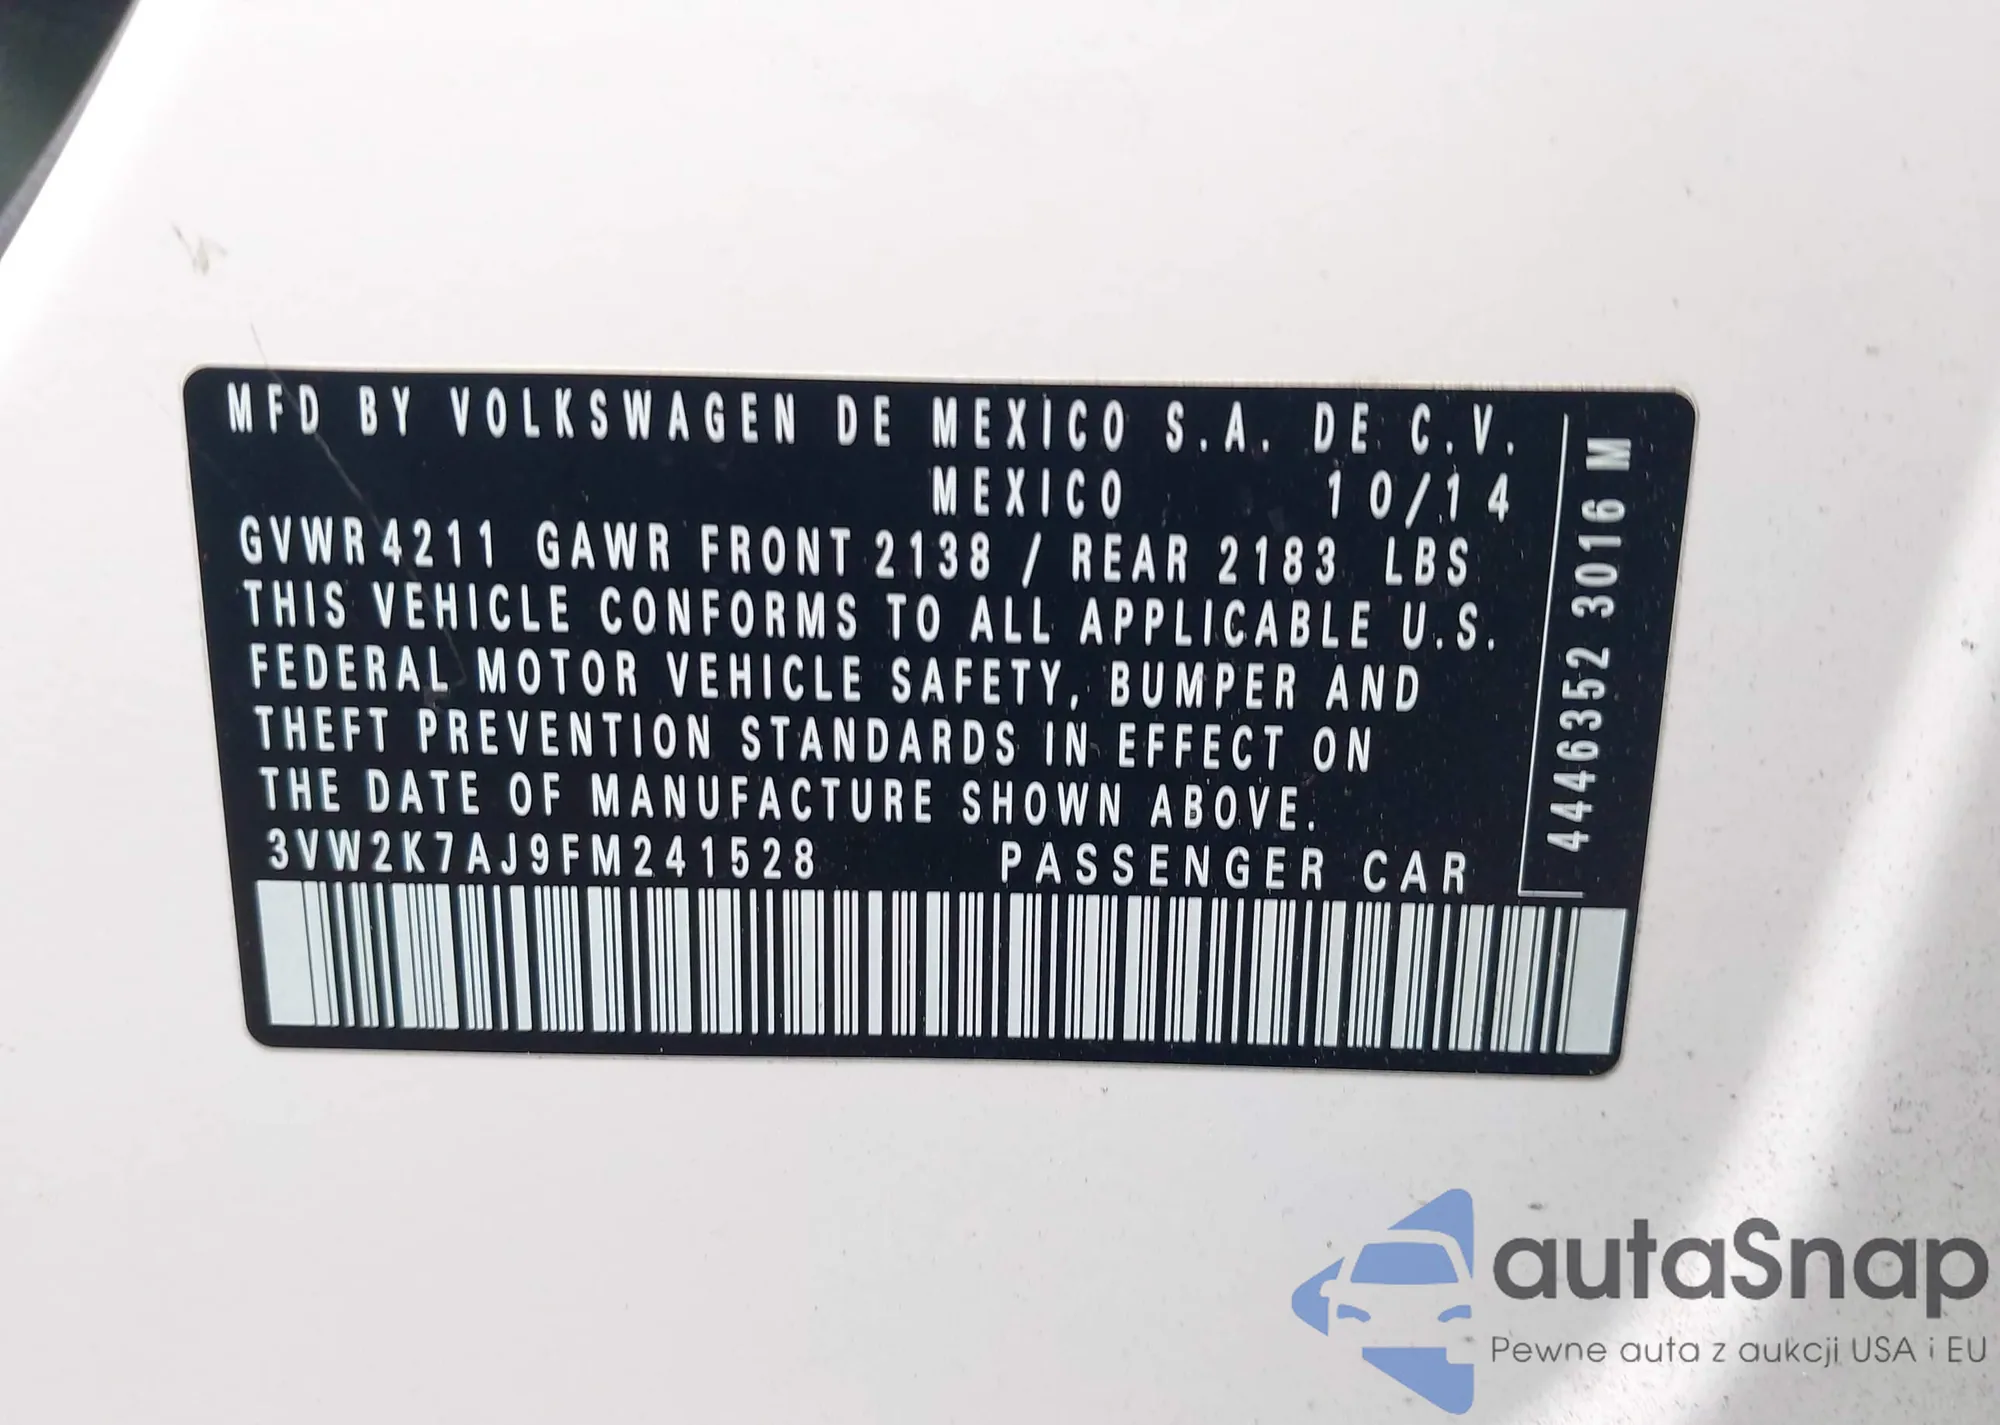 MFD BY VOLKSWAGEN DE MEXICO S.A. DE C.V.
MEXICO 10/14
GVWR 4211 GAWR FRONT 2138 / REAR 2183 LBS
THIS VEHICLE CONFORMS TO ALL APPLICABLE U.S.
FEDERAL MOTOR VEHICLE SAFETY, BUMPER AND
THEFT PREVENTION STANDARDS IN EFFECT ON
THE DATE OF MANUFACTURE SHOWN ABOVE.
3VW2K7AJ9FM241528 PASSENGER CAR
4446352 3016 M
autaSnap
Pewne auta z aukcji USA i EU